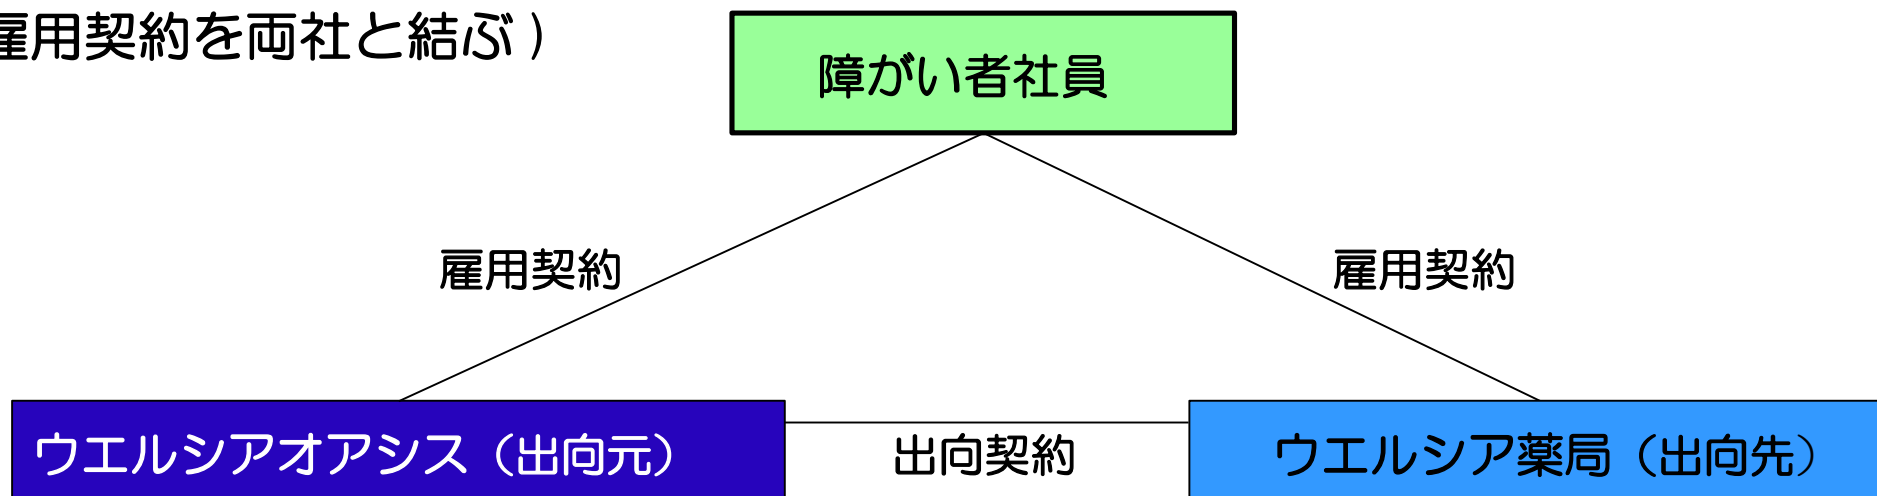 雇用契約を両社と結ぶ)
障がい者社員
雇用契約
雇用契約
ウエルシアオアシス（出向元）
出向契約
ウエルシア薬局（出向先）